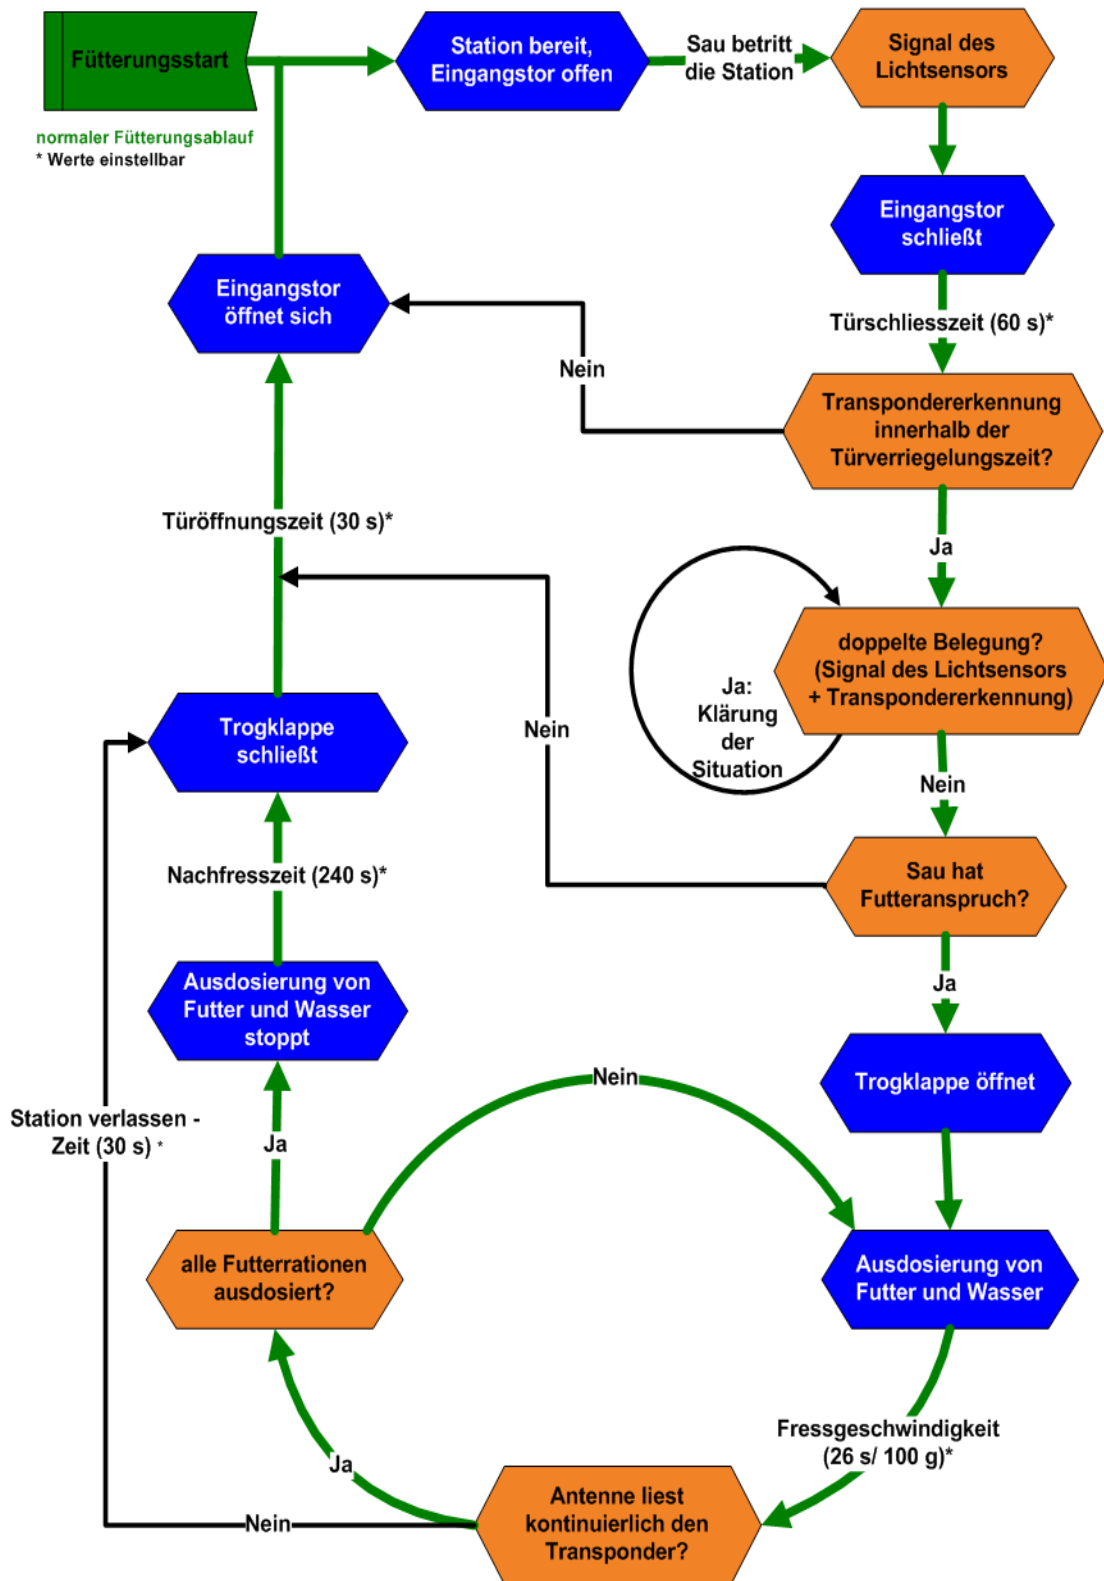 Fütterungsstart
normaler Fütterungsablauf
* Werte einstellbar
Station bereit,
Eingangstor offen
Sau betritt
die Station
Signal des
Lichtsensors
Eingangstor
schließt
Türschliesszeit (60 s)*
Transpondererkennung
innerhalb der
Türverriegelungszeit?
Nein
Eingangstor
öffnet sich
Ja
doppelte Belegung?
(Signal des Lichtsensors
+ Transpondererkennung)
Ja:
Klärung
der
Situation
Nein
Sau hat
Futteranspruch?
Nein
Türöffnungszeit (30 s)*
Ja
Trogklappe öffnet
Ausdosierung von
Futter und Wasser
Fressgeschwindigkeit
(26 s/ 100 g)*
Antenne liest
kontinuierlich den
Transponder?
Nein
Station verlassen -
Zeit (30 s) *
Ja
alle Futterrationen
ausdosiert?
Nein
Ja
Ausdosierung von
Futter und Wasser
stoppt
Nachfresszeit (240 s)*
Trogklappe
schließt